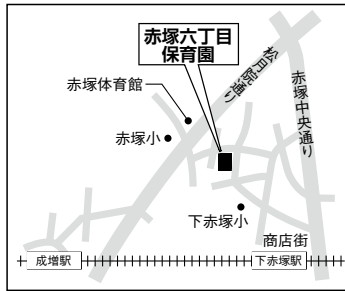 赤塚六丁目
保育園
松月院通り
赤塚中央通り
赤塚体育館
赤塚小
下赤塚小
商店街
成増駅
下赤塚駅